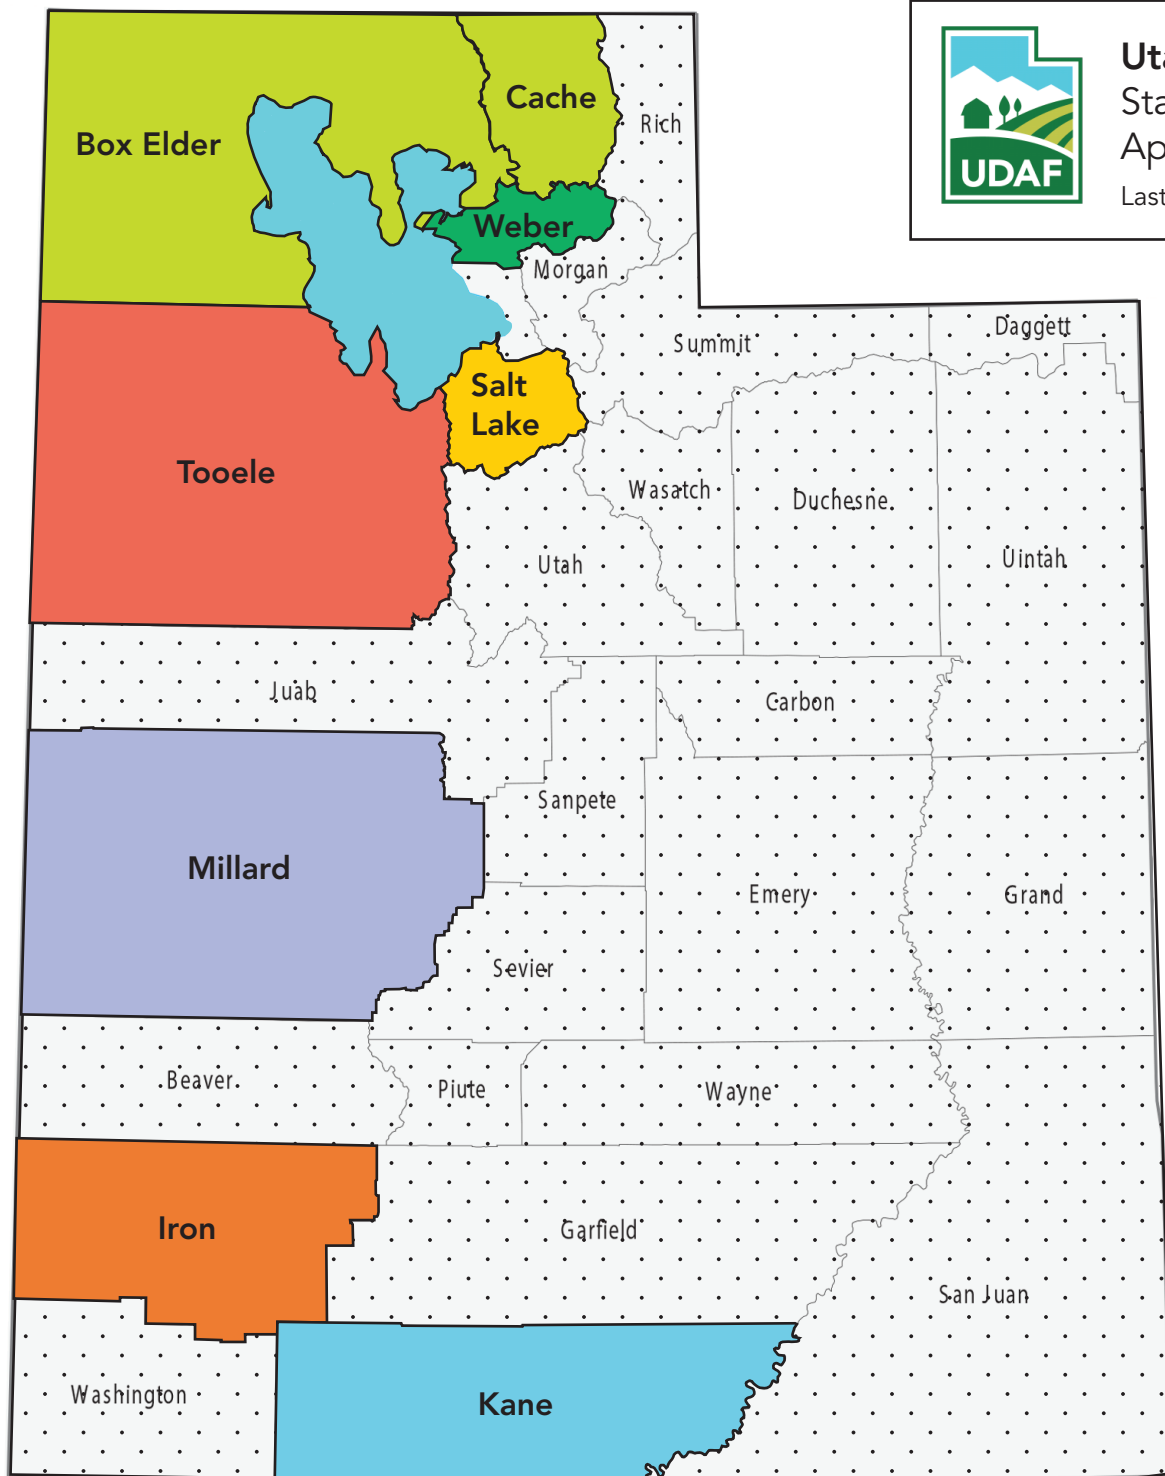 UDAF
Cache
Rich
Box Elder
Weber
Morgan
Daggett
Summit
Salt
Lake
Tooele
Wasatch
Duchesne
Uintah
Utah
Juab
Carbon
Sanpete
Millard
Emery
Grand
Sevier
Beaver
Piute
Wayne
Iron
Garfield
San Juan
Washington
Kane
Last